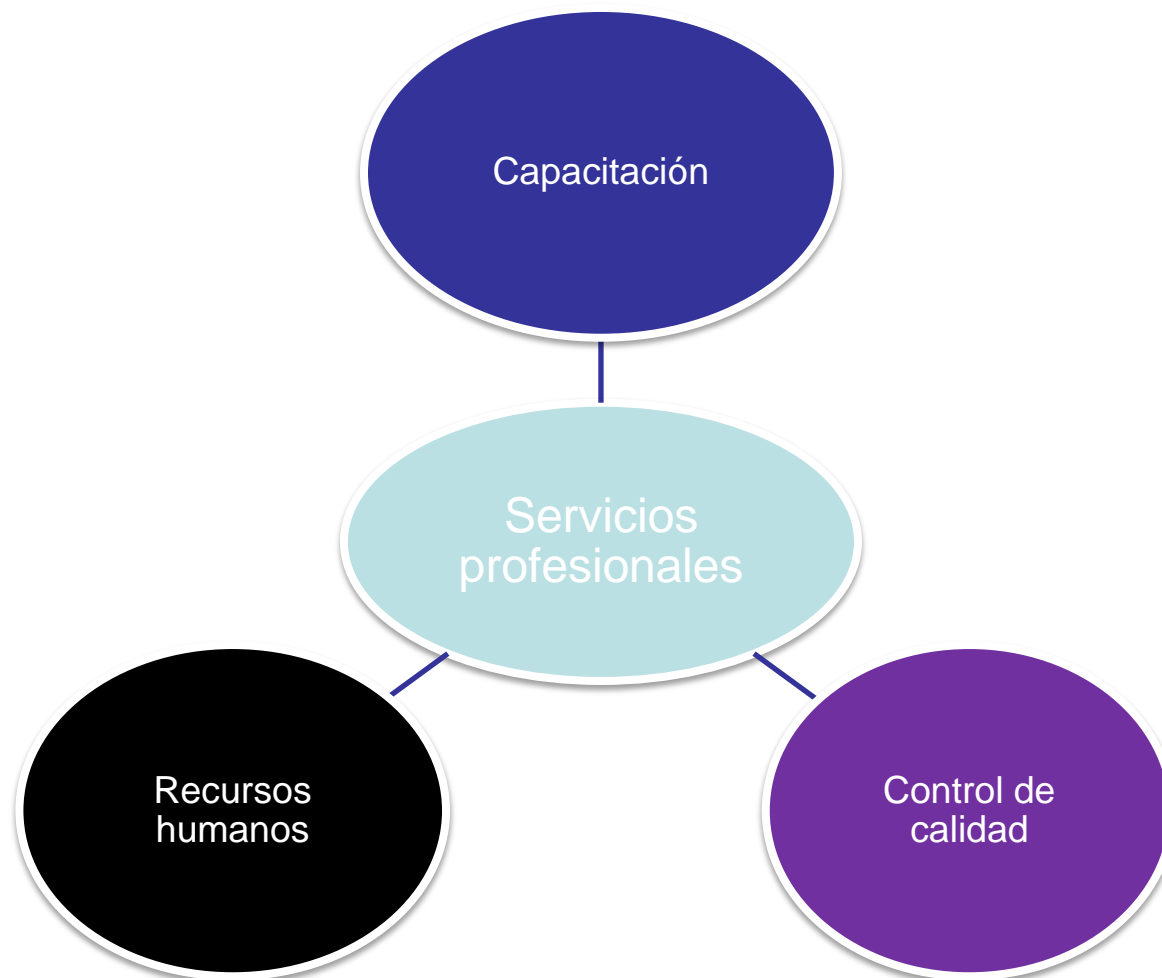 Capacitación
Servicios
profesionales
Recursos
humanos
Control de
calidad